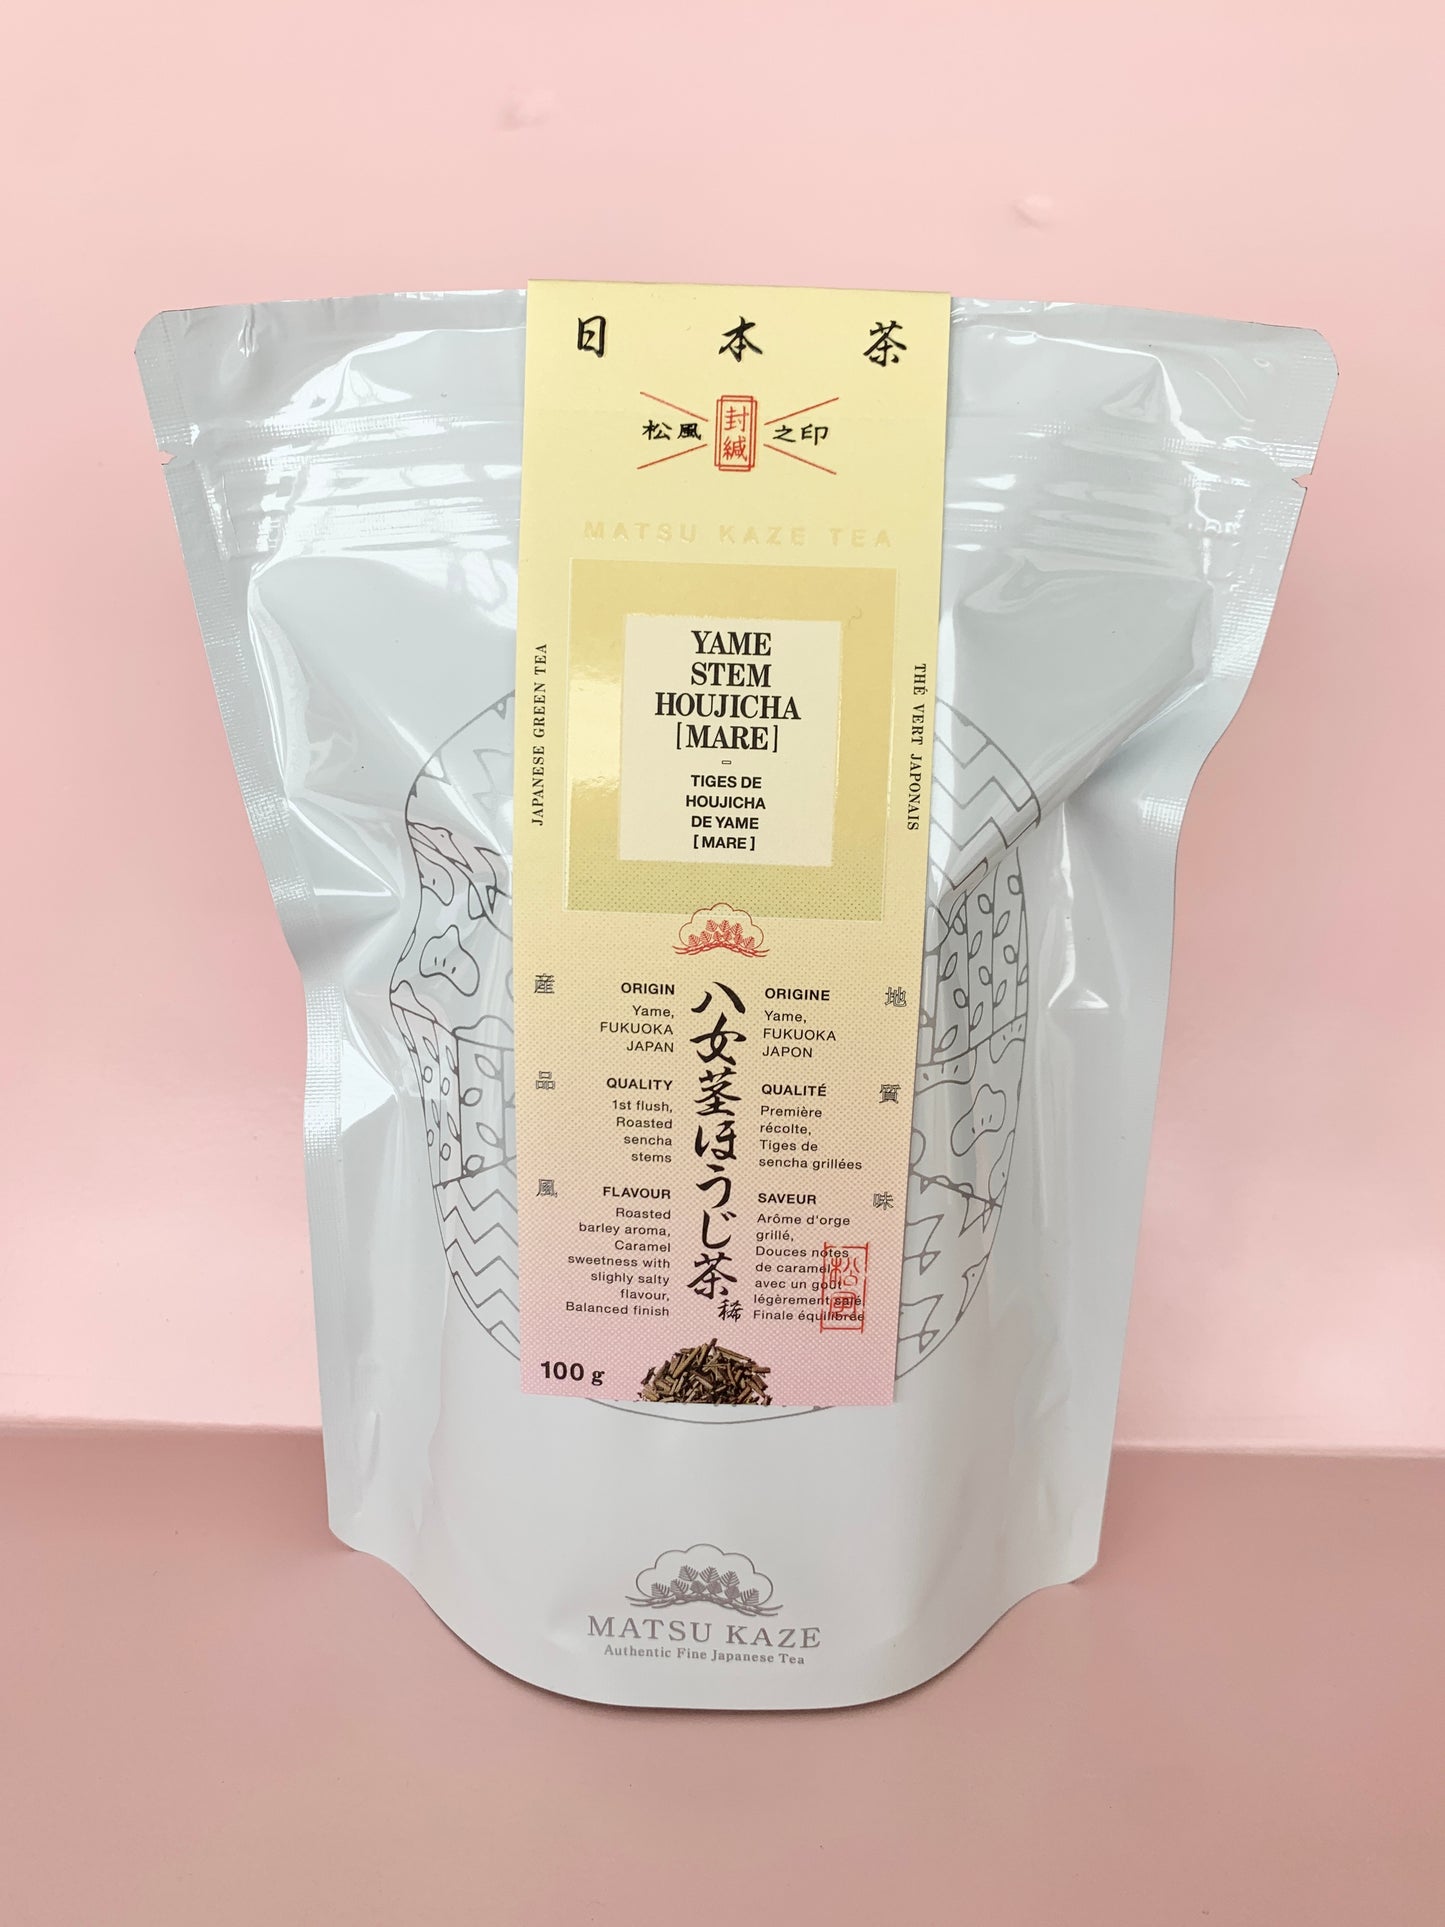 日本茶
松風 封緘 之印
MATSU KAZE TEA
JAPANESE GREEN TEA
YAME
STEM
HOUJICHA
[MARE]
TIGES DE
HOUJICHA
DE YAME
[MARE]
THÉ VERT JAPONAIS
産
品
風
ORIGIN
Yame,
FUKUOKA
JAPAN
QUALITY
1st flush,
Roasted
sencha
stems
FLAVOUR
Roasted
barley aroma,
Caramel
sweetness with
slighly salty
flavour,
Balanced finish
八女茎ほうじ茶
稀
ORIGINE
Yame,
FUKUOKA
JAPON
QUALITÉ
Première
récolte,
Tiges de
sencha grillées
SAVEUR
Arôme d'orge
grillé,
Douces notes
de caramel
avec un goût
légèrement salé,
Finale équilibrée
地
質
味
松風
100 g
MATSU KAZE
Authentic Fine Japanese Tea